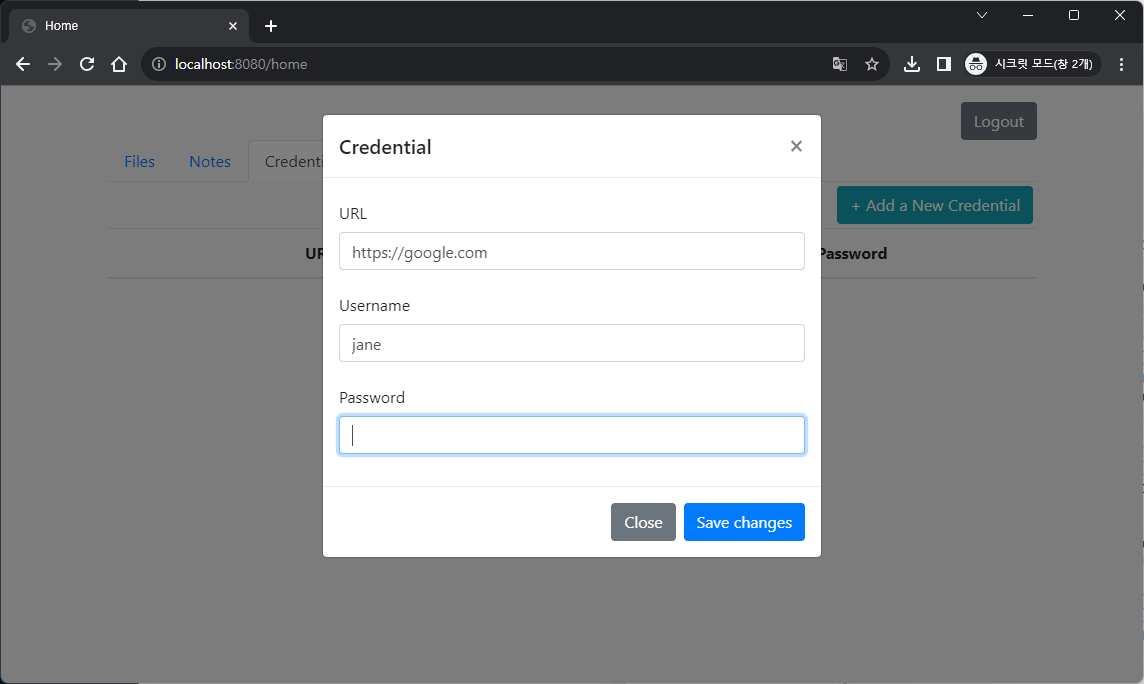 Home
localhost:8080/home
시크릿 모드(창 2개)
Logout
Files Notes Credenti
+ Add a New Credential
UR Password
Credential ×
URL
https://google.com
Username
jane
Password
Close Save changes